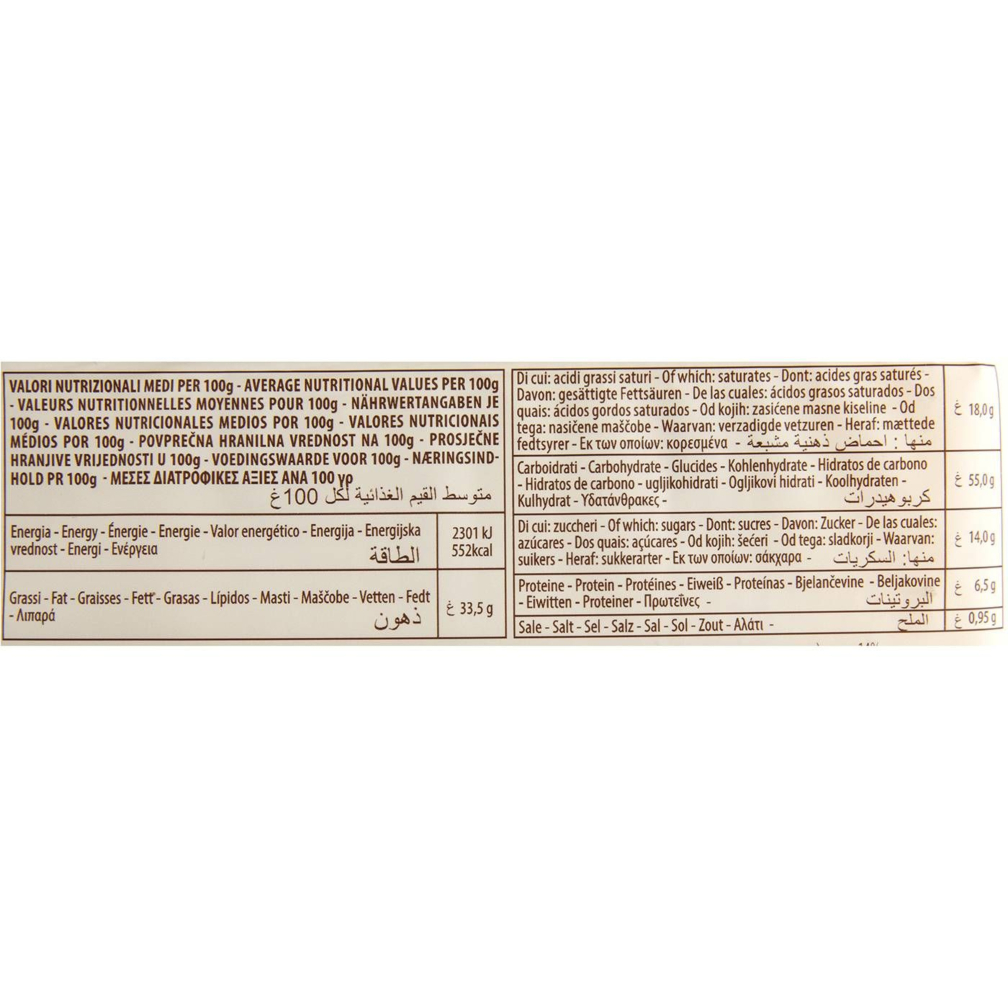 VALORI NUTRIZIONALI MEDI PER 100g - AVERAGE NUTRITIONAL VALUES PER 100g
- VALEURS NUTRITIONNELLES MOYENNES POUR 100g - NÄHRWERTANGABEN JE
100g - VALORES NUTRICIONALES MEDIOS POR 100g - VALORES NUTRICIONAIS
MÉDIOS POR 100g - POVPREČNA HRANILNA VREDNOST NA 100g - PROSJEČNE
HRANJIVE VRIJEDNOSTI U 100g - VOEDINGSWAARDE VOOR 100g - NÆRINGSIND-
HOLD PR 100g - ΜΕΣΕΣ ΔΙΑΤΡΟΦΙΚΕΣ ΑΞΙΕΣ ΑΝΑ 100 γρ
متوسط القيم الغذائية لكل 100غ
Energia - Energy - Énergie - Energie - Valor energético - Energija - Energijska
vrednost - Energi - Ενέργεια الطاقة
2301 kJ
552kcal
Grassi - Fat - Graisses - Fett - Grasas - Lípidos - Masti - Maščobe - Vetten - Fedt
- Λιπαρά ذهون
غ 33,5 g
Di cui: acidi grassi saturi - Of which: saturates - Dont: acides gras saturés -
Davon: gesättigte Fettsäuren - De las cuales: ácidos grasos saturados - Dos
quais: ácidos gordos saturados - Od kojih: zasićene masne kiseline - Od
tega: nasičene maščobe - Waarvan: verzadigde vetzuren - Heraf: mættede
fedtsyrer - Εκ των οποίων: κορεσμένα - منها : احماض ذهنية مشبعة
غ 18,0g
Carboidrati - Carbohydrate - Glucides - Kohlenhydrate - Hidratos de carbono
- Hidratos de carbono - ugljikohidrati - Ogljikovi hidrati - Koolhydraten -
Kulhydrat - Υδατάνθρακες - كربوهيدرات
غ 55,0g
Di cui: zuccheri - Of which: sugars - Dont: sucres - Davon: Zucker - De las cuales:
azúcares - Dos quais: açúcares - Od kojih: šećeri - Od tega: sladkorji - Waarvan:
suikers - Heraf: sukkerarter - Εκ των οποίων: σάκχαρα - منها: السكريات
غ 14,0g
Proteine - Protein - Protéines - Eiweiß - Proteínas - Bjelančevine - Beljakovine
- Eiwitten - Proteiner - Πρωτεΐνες - البروتينات
غ 6,5g
Sale - Salt - Sel - Salz - Sal - Sol - Zout - Αλάτι - الملح
غ 0,95g